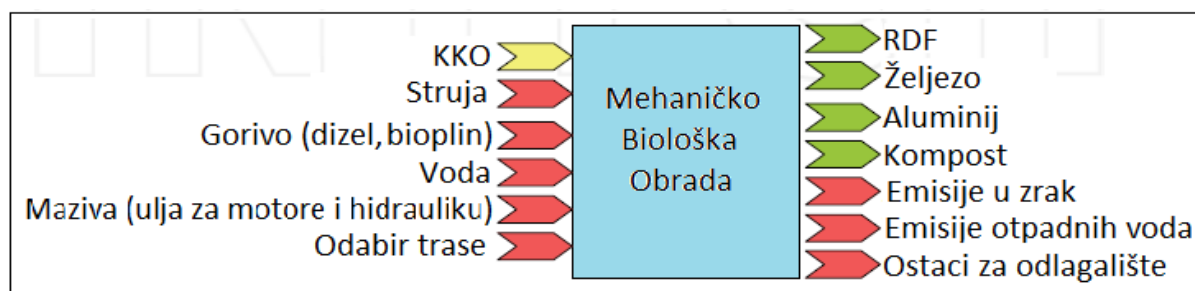 KKO
Struja
Gorivo (dizel, bioplin)
Voda
Maziva (ulja za motore i hidrauliku)
Odabir trase
Mehaničko
Biološka
Obrada
RDF
Željezo
Aluminij
Kompost
Emisije u zrak
Emisije otpadnih voda
Ostaci za odlagalište